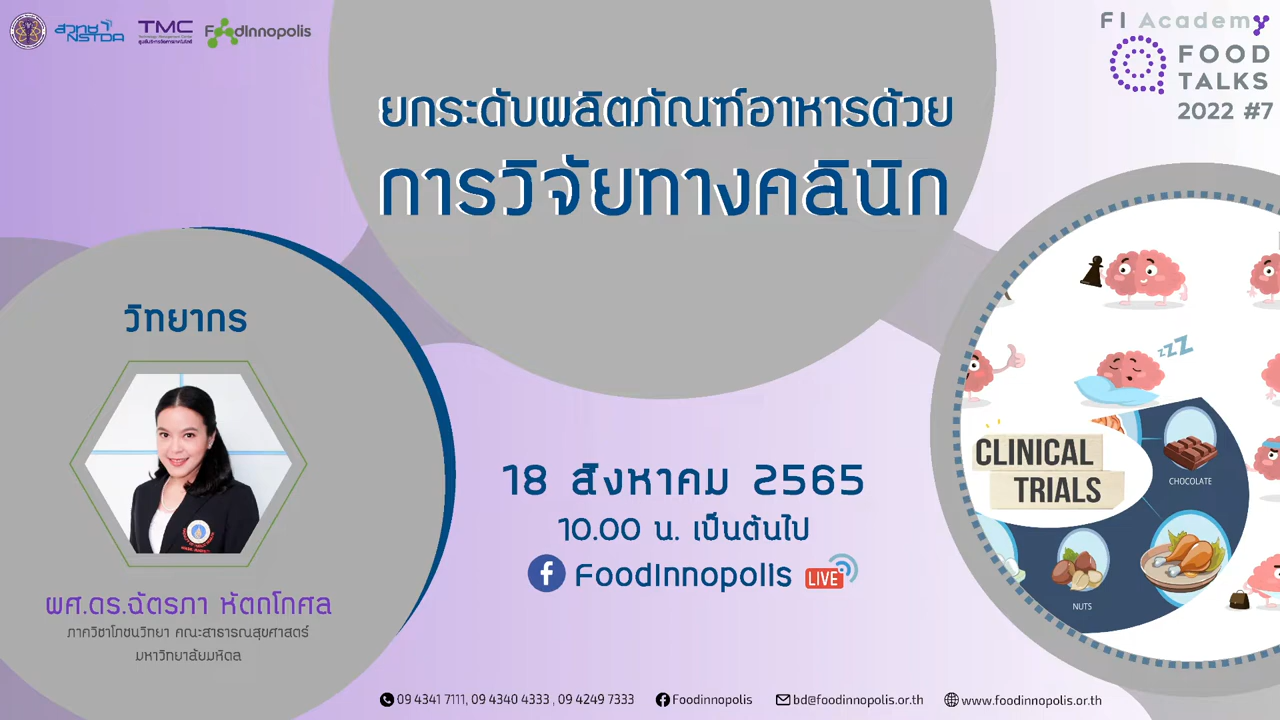 สวทช
NSTDA
TMC
FoodInnopolis
FI Academy
FOOD
TALKS
2022 #7
ยกระดับผลิตภัณฑ์อาหารด้วย
การวิจัยทางคลินิก
วิทยากร
ผศ.ดร.ฉัตรภา หัตถโกศล
ภาควิชาโภชนวิทยา คณะสาธารณสุขศาสตร์
มหาวิทยาลัยมหิดล
18 สิงหาคม 2565
10.00 น. เป็นต้นไป
FoodInnopolis LIVE
zzZ
CLINICAL
TRIALS
CHOCOLATE
NUTS
09 4341 7111, 09 4340 4333 , 09 4249 7333 Foodinnopolis bd@foodinnopolis.or.th www.foodinnopolis.or.th